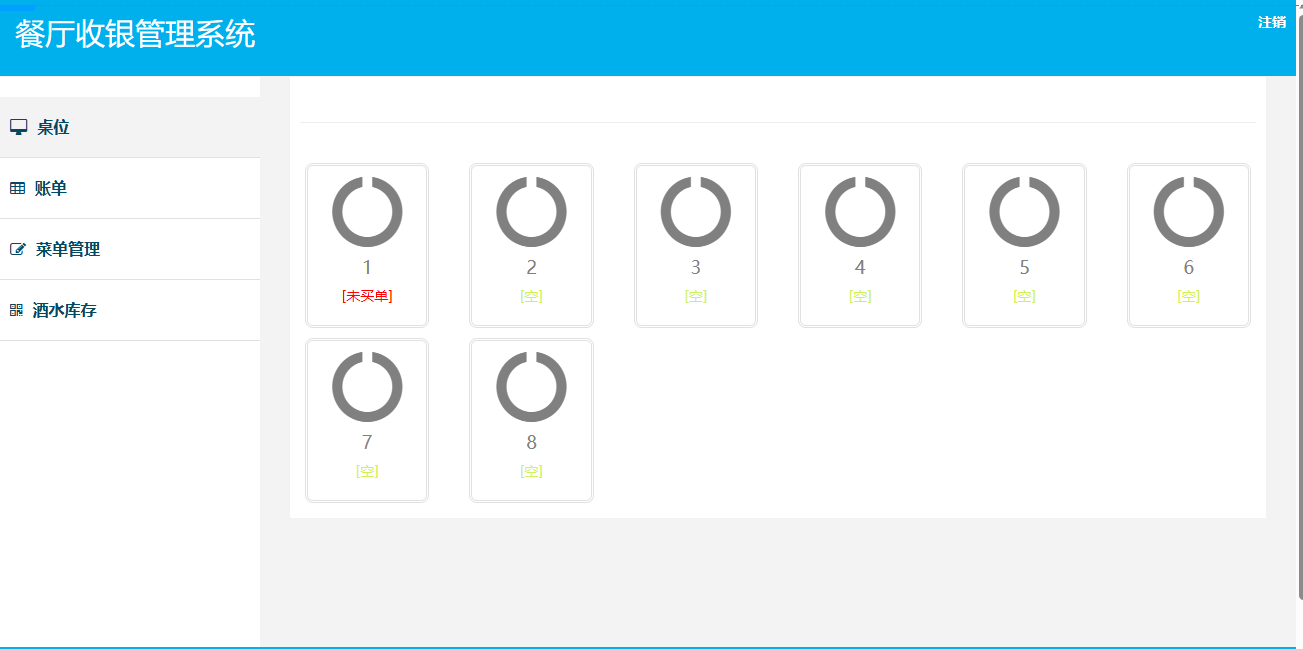 餐厅收银管理系统
注销
桌位
账单
菜单管理
酒水库存
1 2 3 4 5 6
[未买单] [空] [空] [空] [空] [空]
7 8
[空] [空]